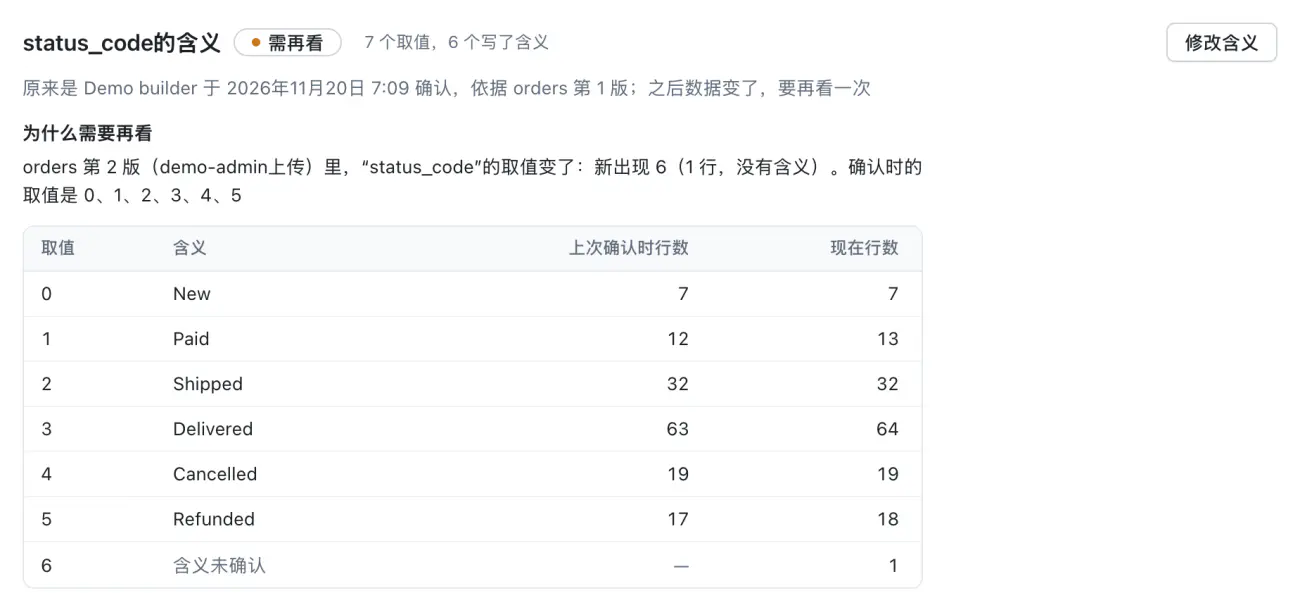 status_code的含义 需再看 7 个取值，6 个写了含义 修改含义
原来是 Demo builder 于 2026年11月20日 7:09 确认，依据 orders 第 1 版；之后数据变了，要再看一次
为什么需要再看
orders 第 2 版（demo-admin上传）里，“status_code”的取值变了：新出现 6（1 行，没有含义）。确认时的
取值是 0、1、2、3、4、5
取值 含义 上次确认时行数 现在行数
0 New 7 7
1 Paid 12 13
2 Shipped 32 32
3 Delivered 63 64
4 Cancelled 19 19
5 Refunded 17 18
6 含义未确认 — 1